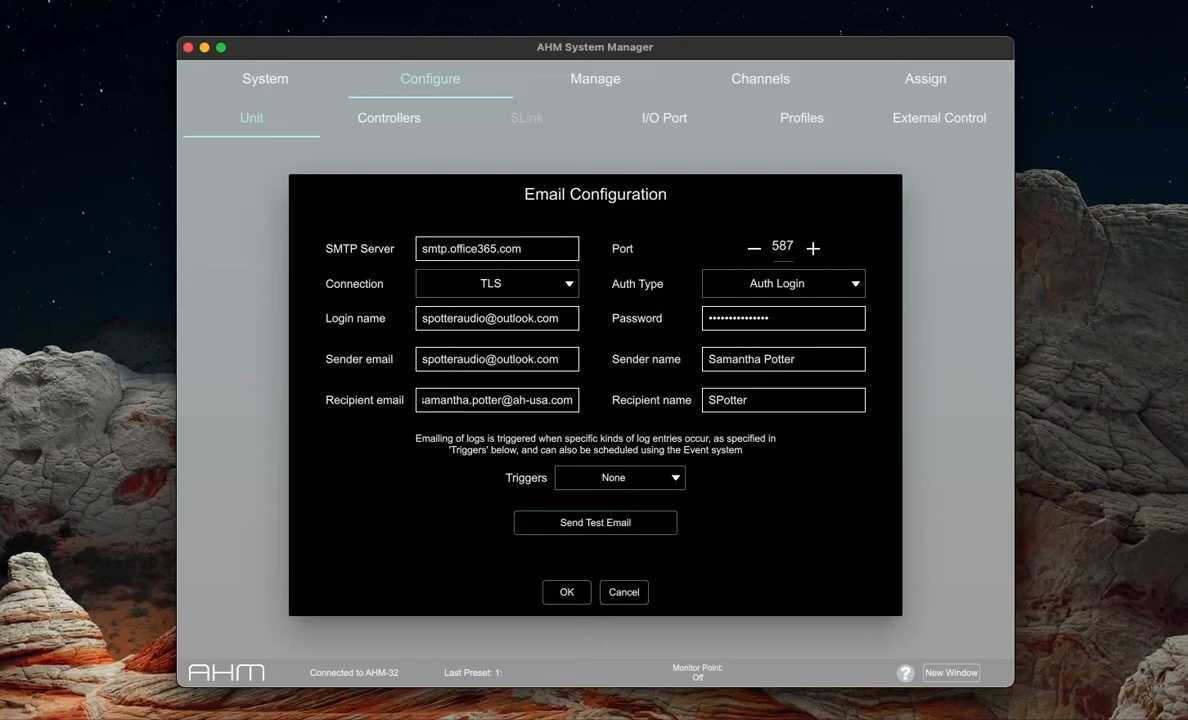 AHM System Manager
System Configure Manage Channels Assign
Unit Controllers SLink I/O Port Profiles External Control
Email Configuration
SMTP Server smtp.office365.com Port 587
Connection TLS Auth Type Auth Login
Login name spotteraudio@outlook.com Password ••••••••••••••
Sender email spotteraudio@outlook.com Sender name Samantha Potter
Recipient email samantha.potter@ah-usa.com Recipient name SPotter
Emailing of logs is triggered when specific kinds of log entries occur, as specified in
'Triggers' below, and can also be scheduled using the Event system
Triggers None
Send Test Email
OK Cancel
AHM Connected to AHM-32 Last Preset: 1: Monitor Point: ? New Window
Off